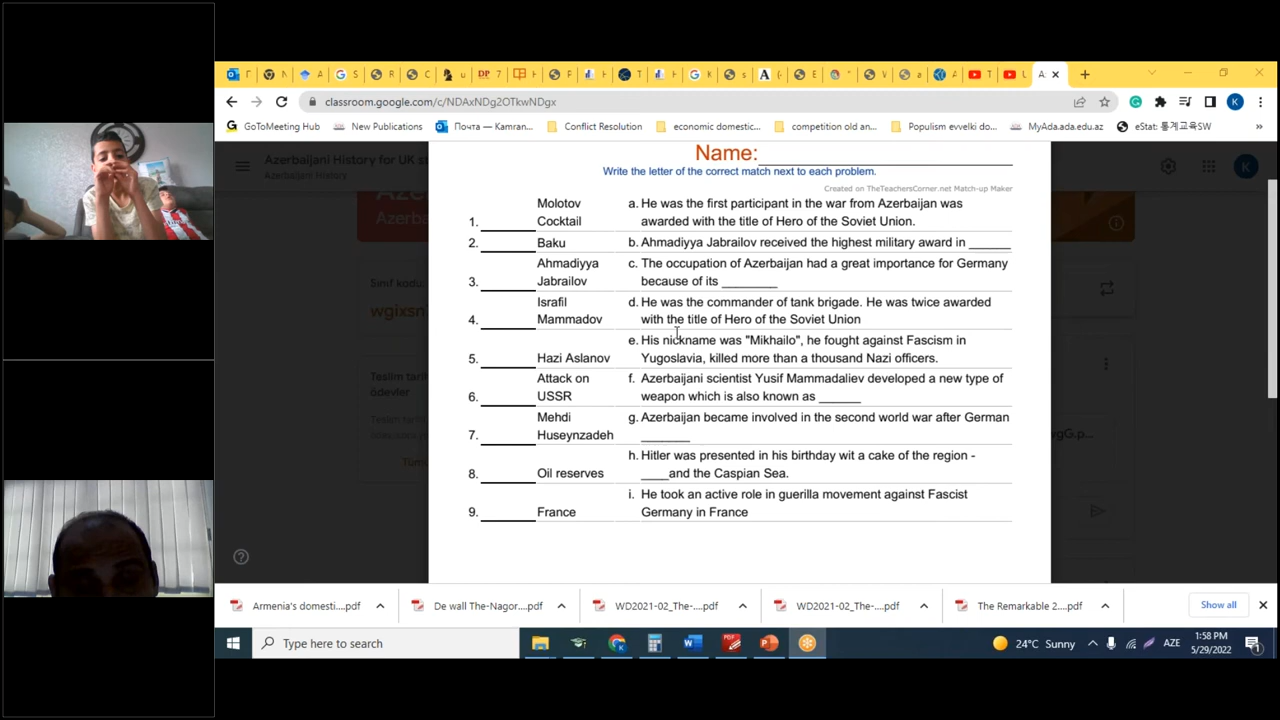 classroom.google.com/c/NDAxNDg2OTkwNDgx
GoToMeeting Hub New Publications Почта — Kamran... Conflict Resolution economic domestic... competition old an... Populism evvelki do... MyAda.ada.edu.az eStat: 통계교육SW »
Name:
Write the letter of the correct match next to each problem.
Created on TheTeachersCorner.net Match-up Maker
1. Molotov Cocktail
a. He was the first participant in the war from Azerbaijan was
awarded with the title of Hero of the Soviet Union.
2. Baku
b. Ahmadiyya Jabrailov received the highest military award in ______
3. Ahmadiyya Jabrailov
c. The occupation of Azerbaijan had a great importance for Germany
because of its ________
4. Israfil Mammadov
d. He was the commander of tank brigade. He was twice awarded
with the title of Hero of the Soviet Union
5. Hazi Aslanov
e. His nickname was "Mikhailo", he fought against Fascism in
Yugoslavia, killed more than a thousand Nazi officers.
6. Attack on USSR
f. Azerbaijani scientist Yusif Mammadaliev developed a new type of
weapon which is also known as ______
7. Mehdi Huseynzadeh
g. Azerbaijan became involved in the second world war after German
_______
8. Oil reserves
h. Hitler was presented in his birthday wit a cake of the region -
____and the Caspian Sea.
9. France
i. He took an active role in guerilla movement against Fascist
Germany in France
Azerbaijani History for UK
Azerbaijani History
Sınıf kodu:
Armenia's domesti....pdf De wall The-Nagor....pdf WD2021-02_The-....pdf WD2021-02_The-....pdf The Remarkable 2....pdf Show all
Type here to search
24°C Sunny AZE 1:58 PM
5/29/2022